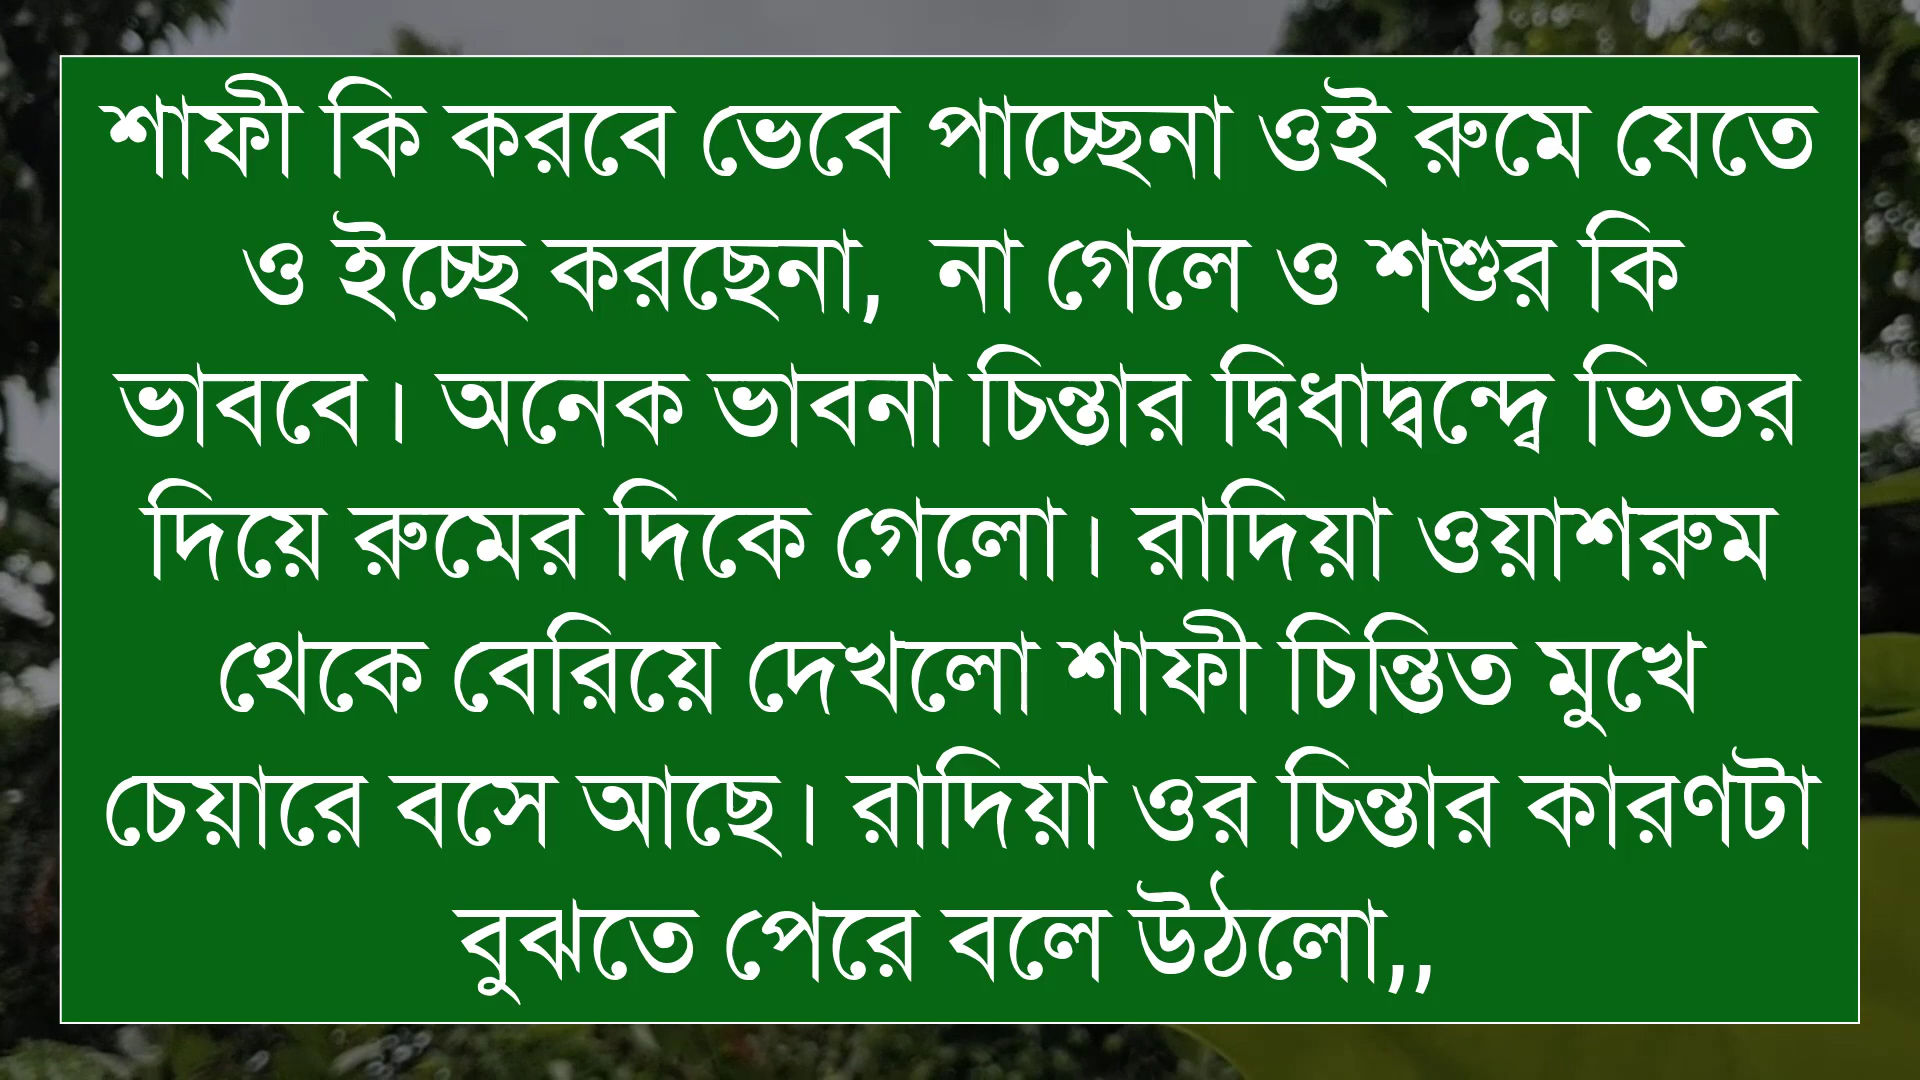 শাফী কি করবে ভেবে পাচ্ছেনা ওই রুমে যেতে
ও ইচ্ছে করছেনা,  না গেলে ও শশুর কি
ভাববে। অনেক ভাবনা চিন্তার দ্বিধাদ্বন্দ্বে ভিতর
দিয়ে রুমের দিকে গেলো। রাদিয়া ওয়াশরুম
থেকে বেরিয়ে দেখলো শাফী চিন্তিত মুখে
চেয়ারে বসে আছে। রাদিয়া ওর চিন্তার কারণটা
বুঝতে পেরে বলে উঠলো,,